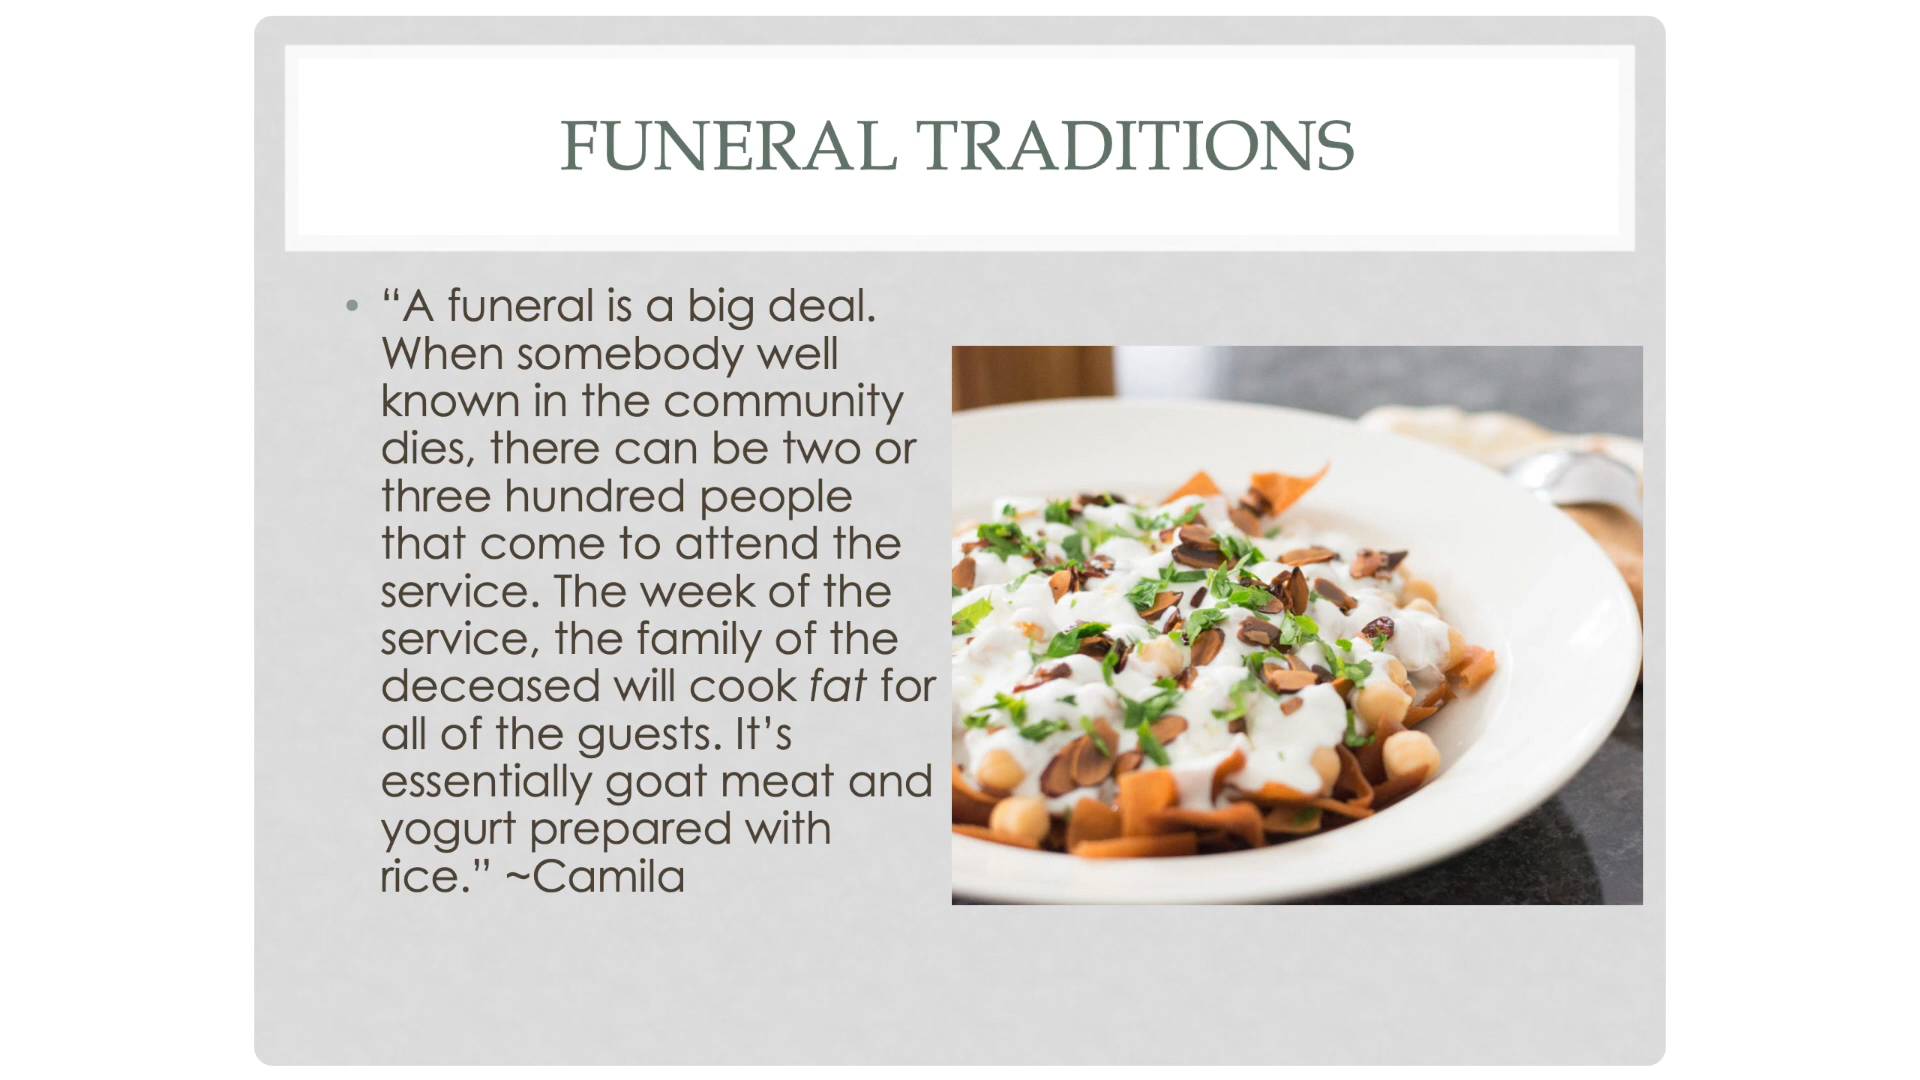 FUNERAL TRADITIONS
• “A funeral is a big deal.
When somebody well
known in the community
dies, there can be two or
three hundred people
that come to attend the
service. The week of the
service, the family of the
deceased will cook fat for
all of the guests. It’s
essentially goat meat and
yogurt prepared with
rice.” ~Camila